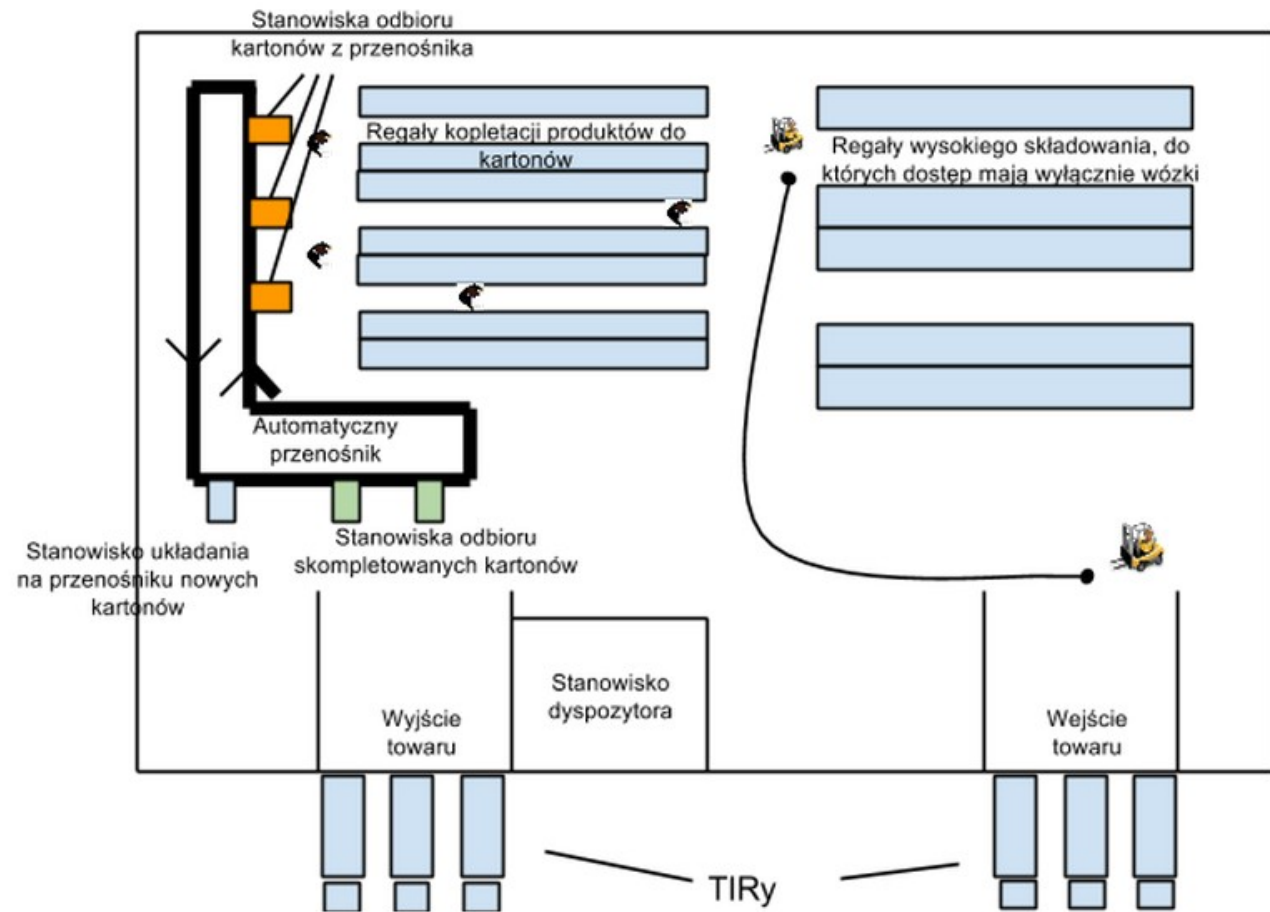 Stanowiska odbioru
kartonów z przenośnika
Regały kopletacji produktów do
kartonów
Regały wysokiego składowania, do
których dostęp mają wyłącznie wózki
Automatyczny
przenośnik
Stanowisko układania
na przenośniku nowych
kartonów
Stanowiska odbioru
skompletowanych kartonów
Stanowisko
dyspozytora
Wyjście
towaru
Wejście
towaru
TIRy